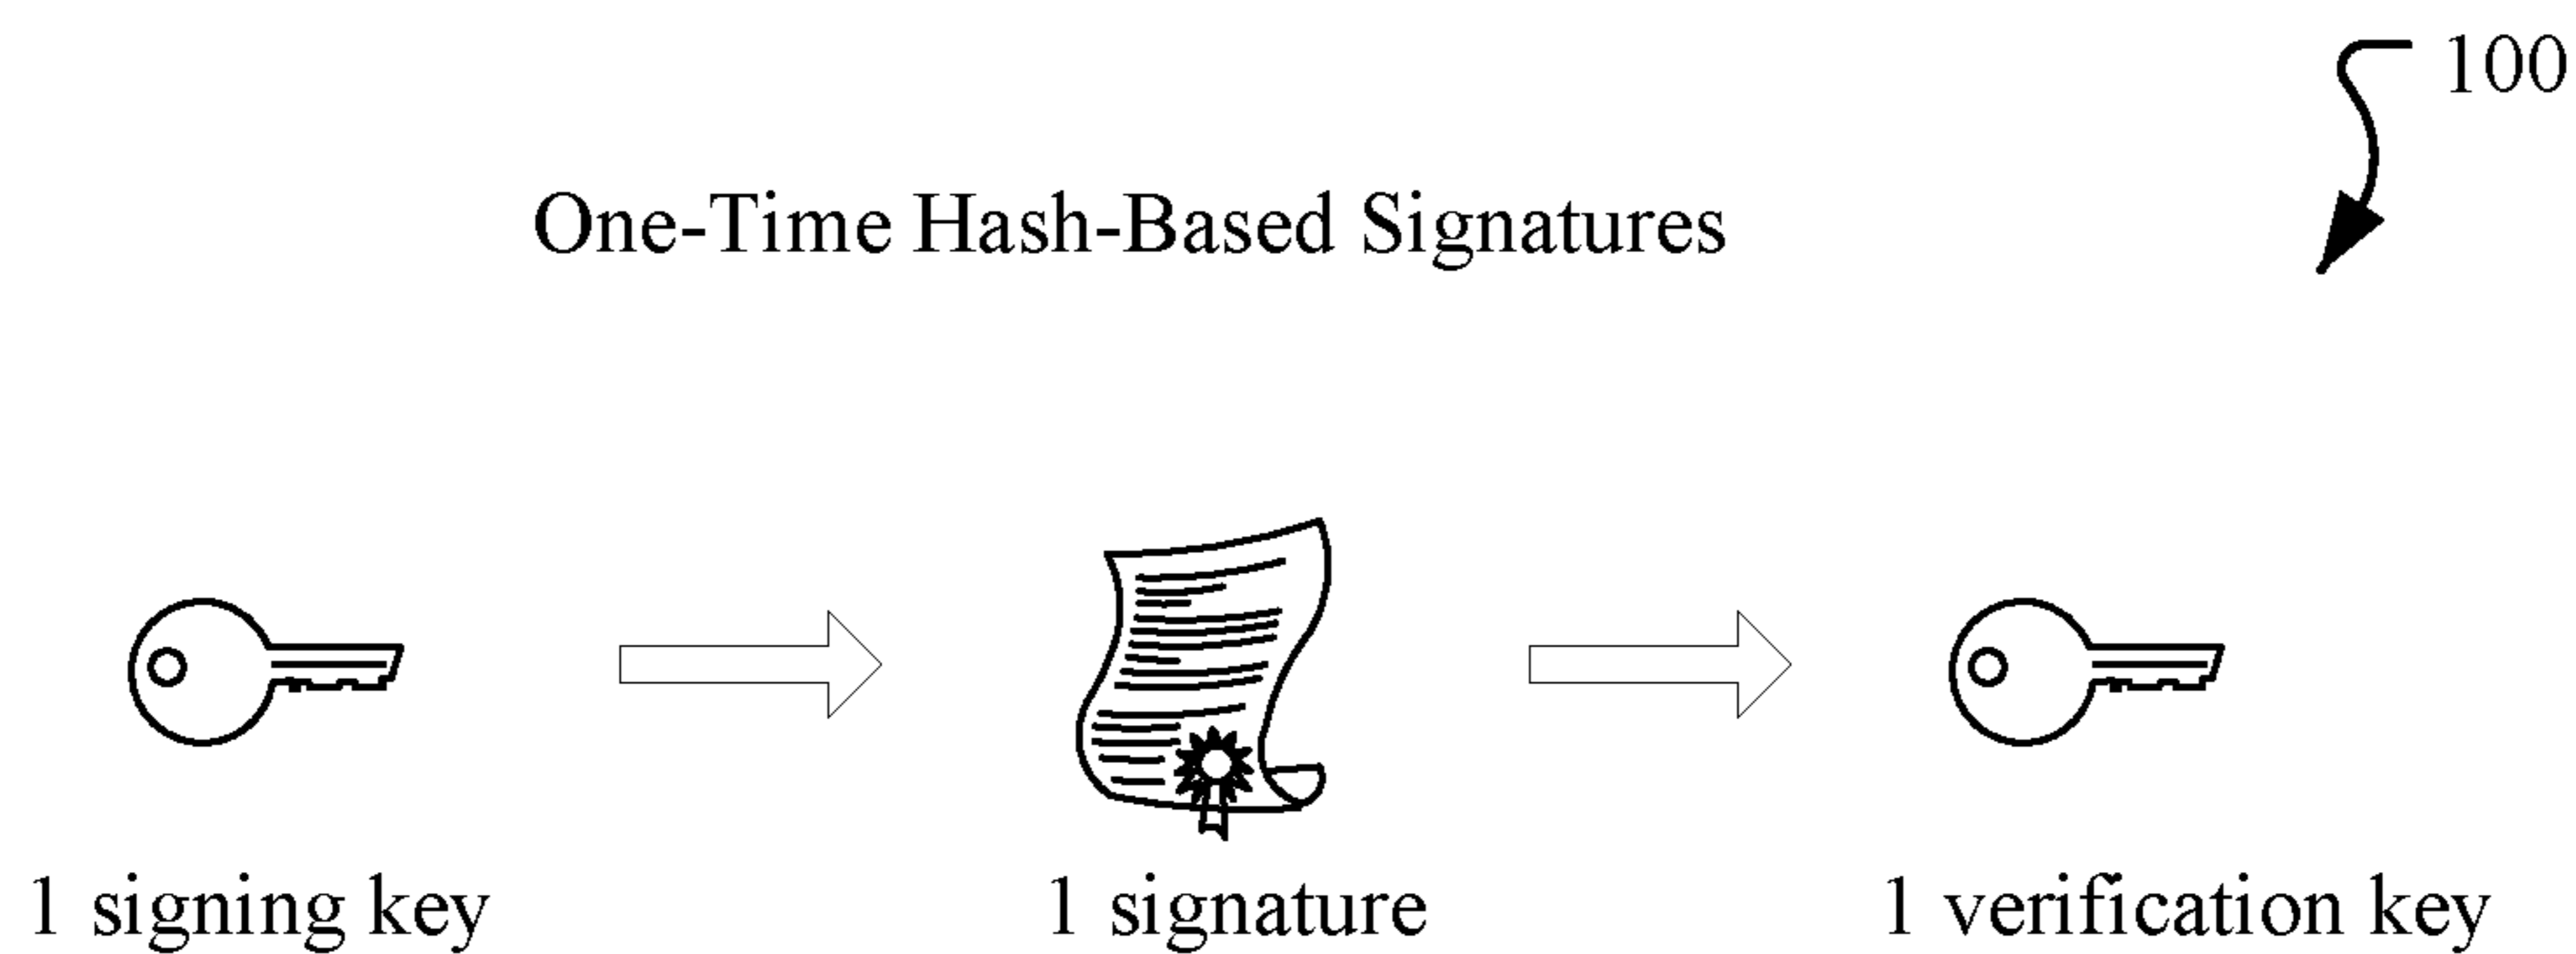 100
One-Time Hash-Based Signatures
1 signing key
1 signature
1 verification key